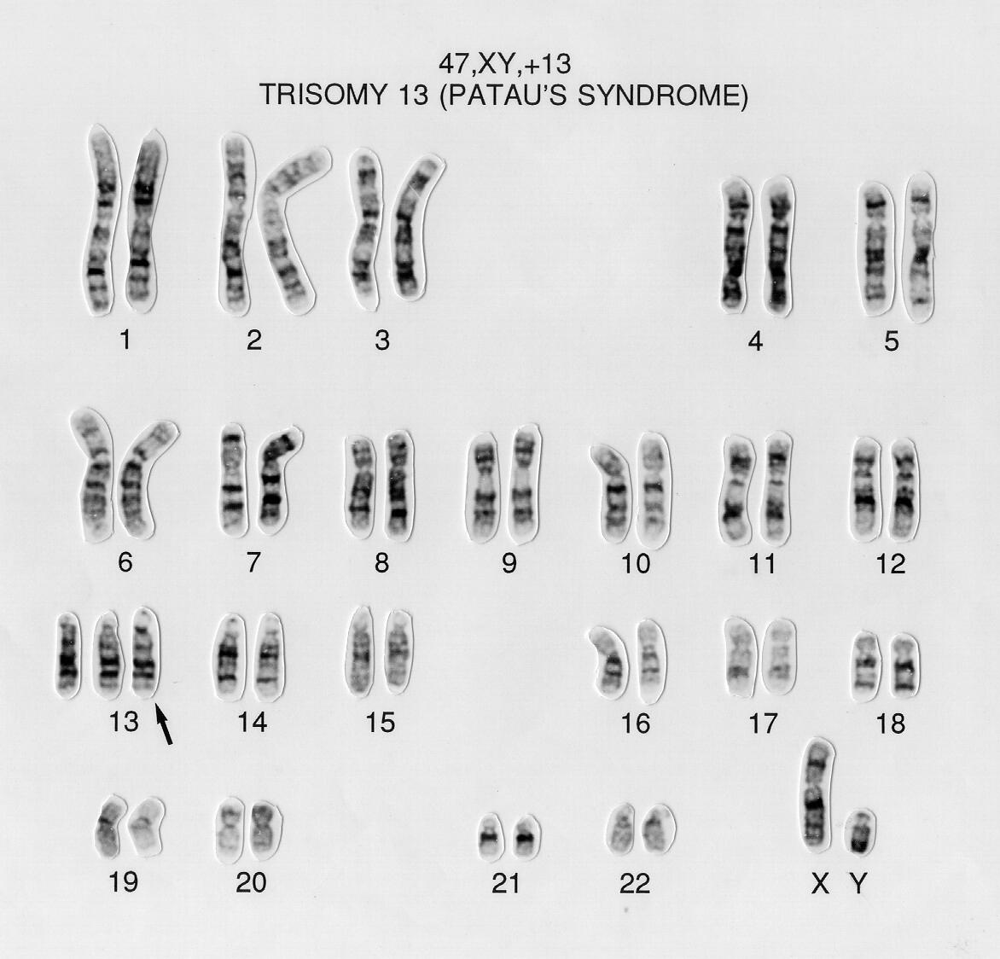 47,XY,+13
TRISOMY 13 (PATAU'S SYNDROME)
1 2 3 4 5
6 7 8 9 10 11 12
13 14 15 16 17 18
19 20 21 22 X Y